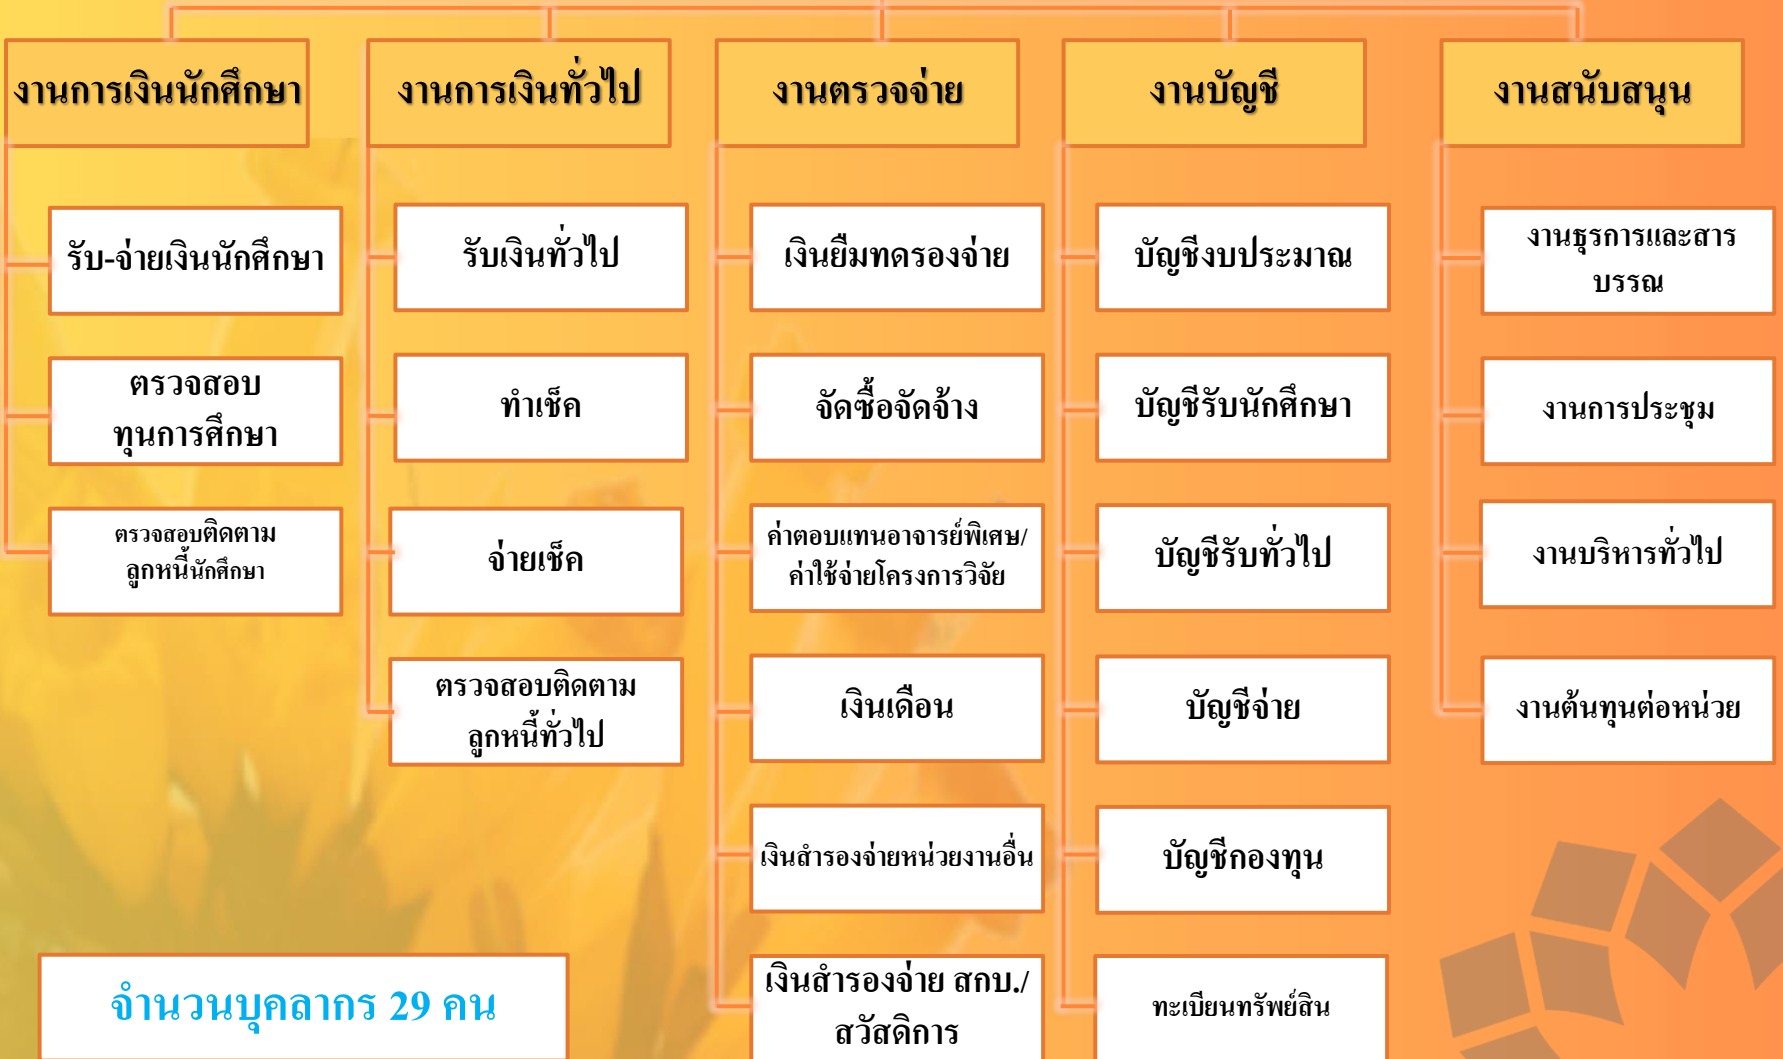 งานการเงินนักศึกษา
รับ-จ่ายเงินนักศึกษา
ตรวจสอบ
ทุนการศึกษา
ตรวจสอบติดตาม
ลูกหนี้นักศึกษา
งานการเงินทั่วไป
รับเงินทั่วไป
ทำเช็ค
จ่ายเช็ค
ตรวจสอบติดตาม
ลูกหนี้ทั่วไป
งานตรวจจ่าย
เงินยืมทดรองจ่าย
จัดซื้อจัดจ้าง
ค่าตอบแทนอาจารย์พิเศษ/
ค่าใช้จ่ายโครงการวิจัย
เงินเดือน
เงินสำรองจ่ายหน่วยงานอื่น
เงินสำรองจ่าย สกบ./
สวัสดิการ
งานบัญชี
บัญชีงบประมาณ
บัญชีรับนักศึกษา
บัญชีรับทั่วไป
บัญชีจ่าย
บัญชีกองทุน
ทะเบียนทรัพย์สิน
งานสนับสนุน
งานธุรการและสาร
บรรณ
งานการประชุม
งานบริหารทั่วไป
งานต้นทุนต่อหน่วย
จำนวนบุคลากร 29 คน